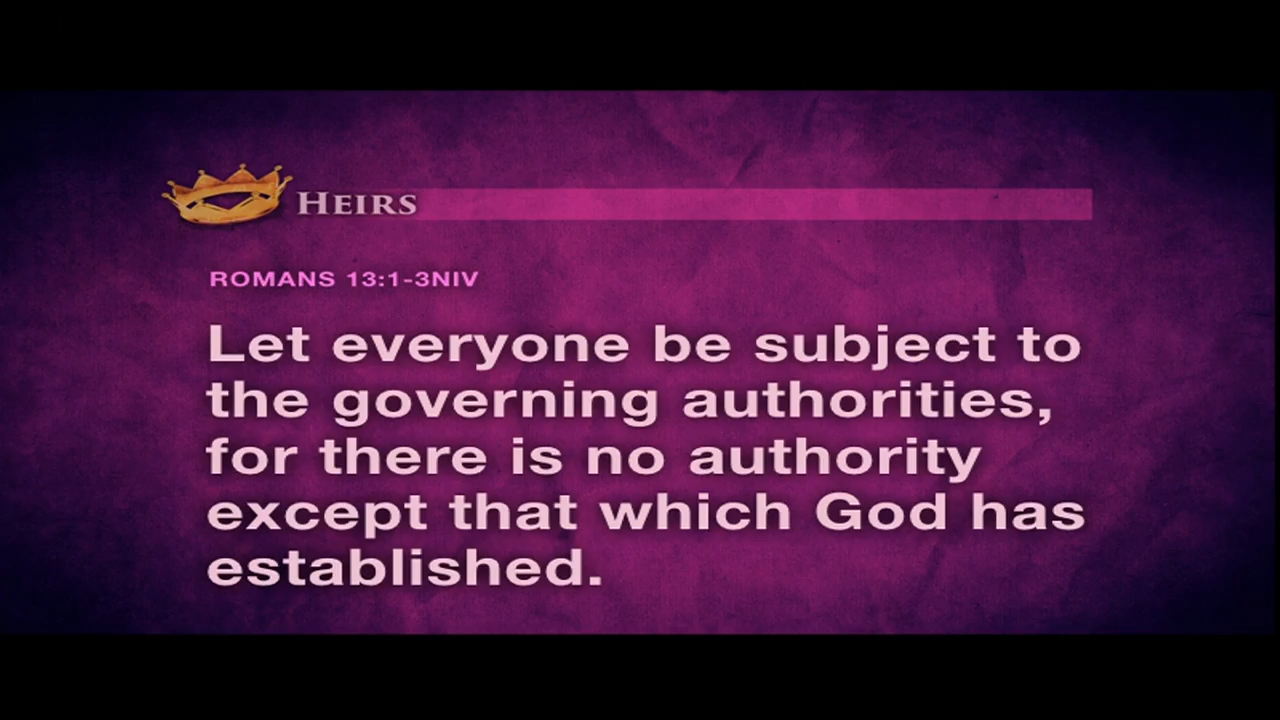 HEIRS
ROMANS 13:1-3NIV
Let everyone be subject to
the governing authorities,
for there is no authority
except that which God has
established.